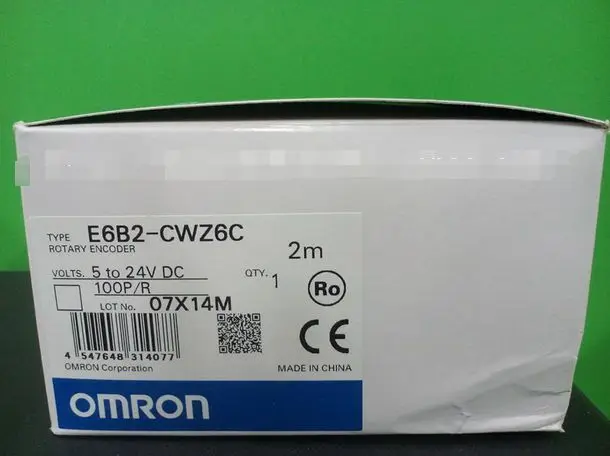 TYPE E6B2-CWZ6C
ROTARY ENCODER
2m
VOLTS. 5 to 24V DC
QTY. 1
100P/R
Ro
LOT No. 07X14M
CE
4 547648 314077
OMRON Corporation
MADE IN CHINA
OMRON